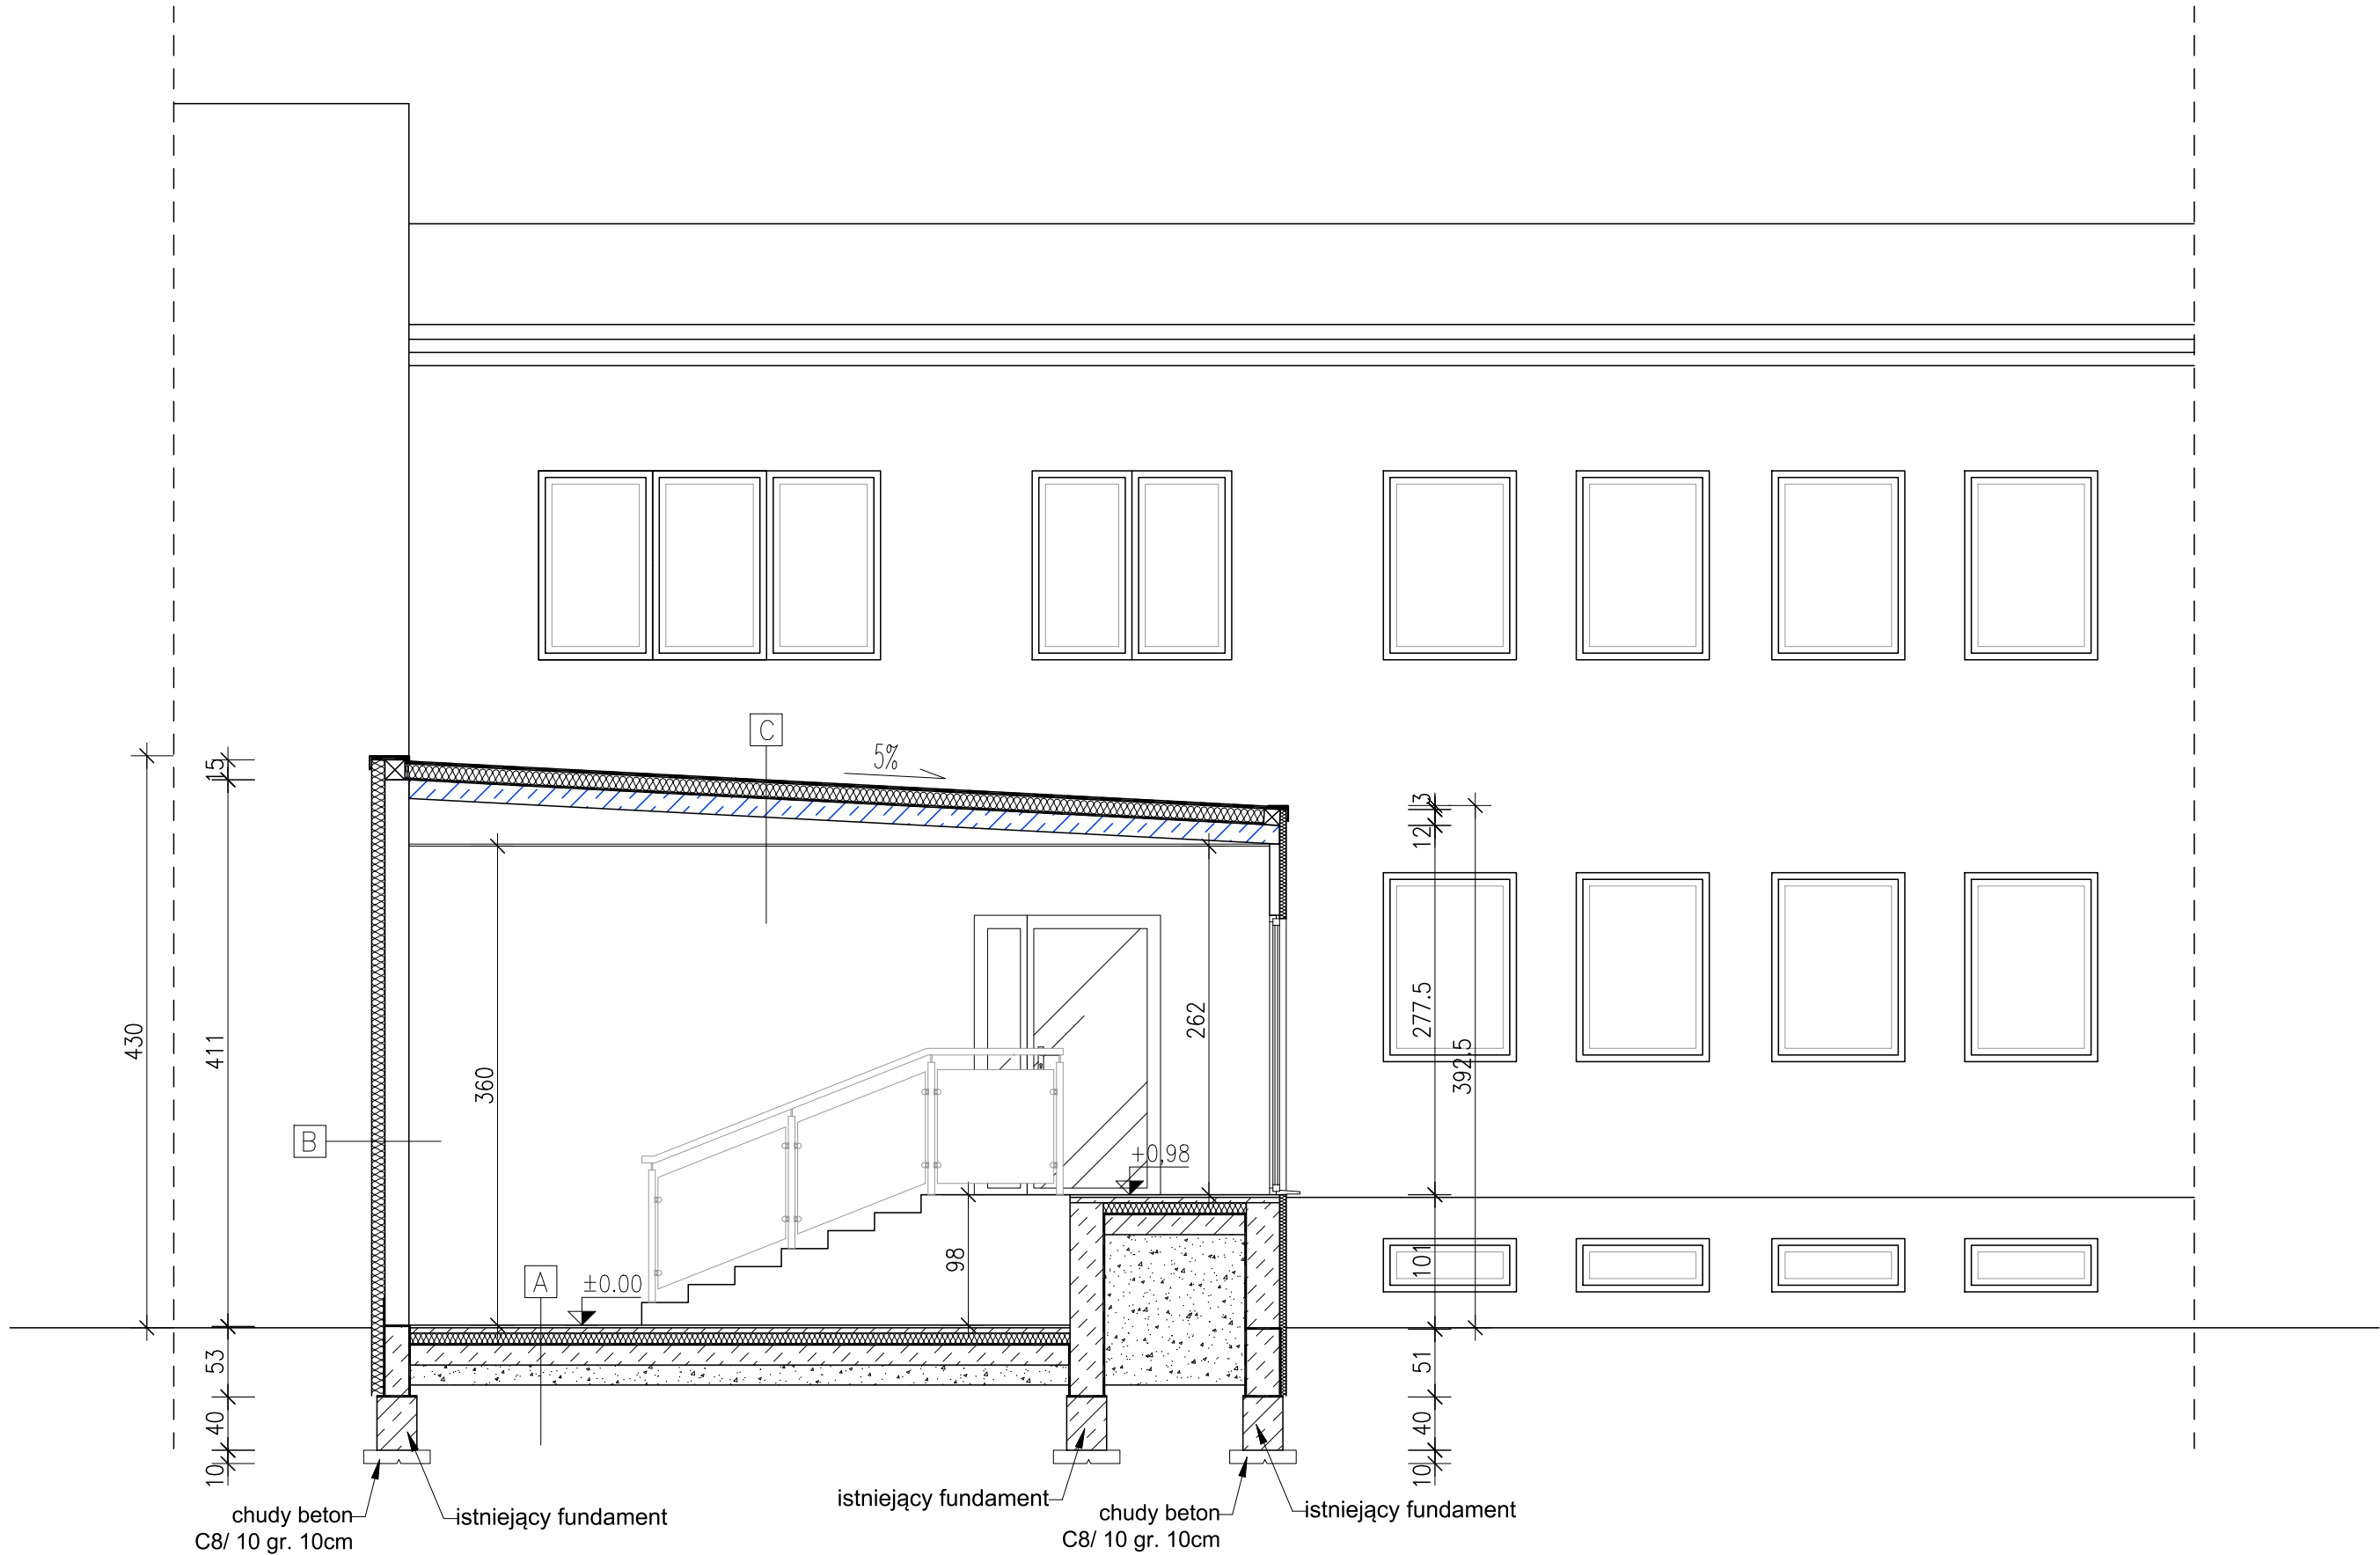 C
5%
15
3
12
430
411
360
262
277.5
392.5
B
+0,98
98
101
A
±0.00
53
51
40
40
10
10
istniejący fundament
chudy beton
C8/ 10 gr. 10cm
istniejący fundament
chudy beton
C8/ 10 gr. 10cm
istniejący fundament